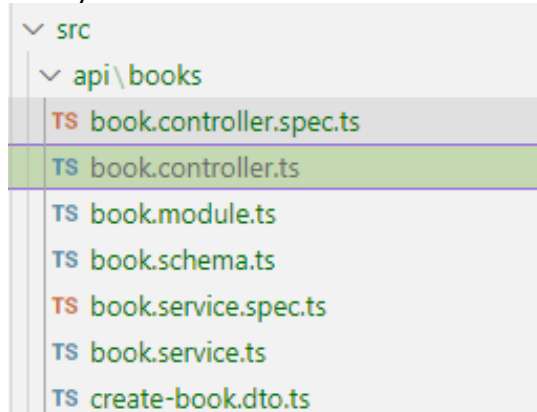 src
api\books
TS book.controller.spec.ts
TS book.controller.ts
TS book.module.ts
TS book.schema.ts
TS book.service.spec.ts
TS book.service.ts
TS create-book.dto.ts